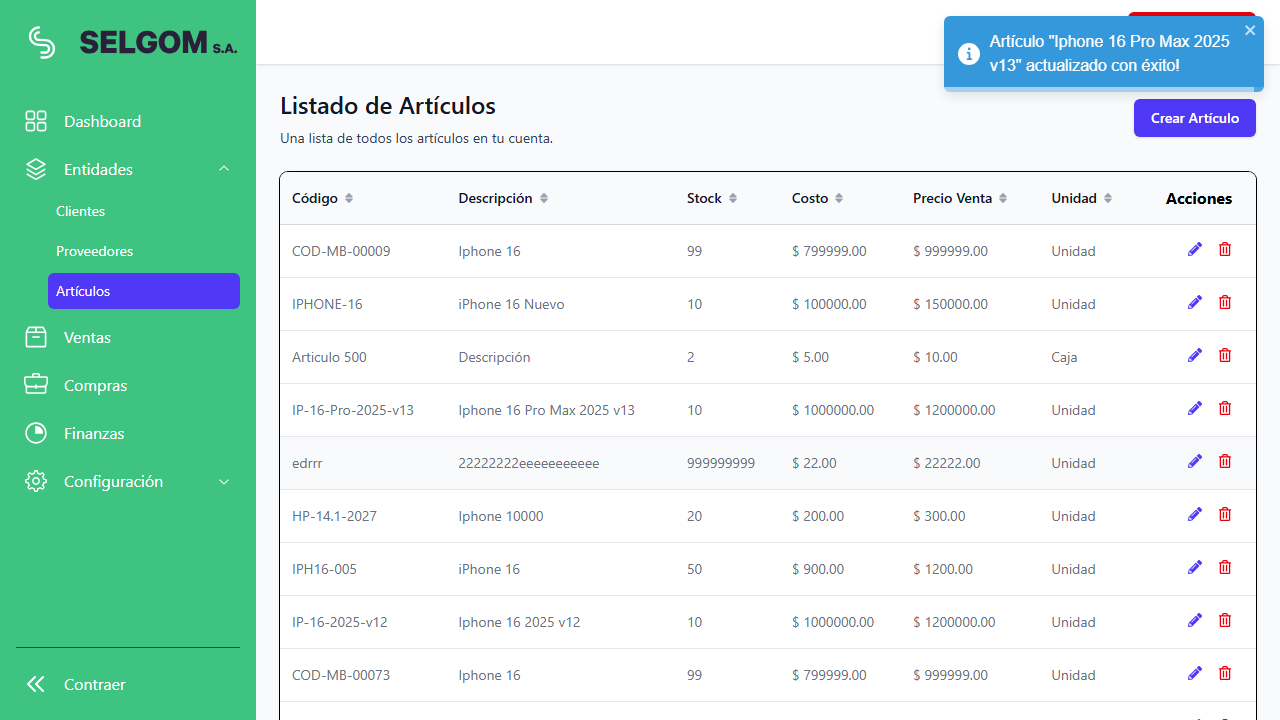 SELGOM S.A.
Dashboard
Entidades
Clientes
Proveedores
Artículos
Ventas
Compras
Finanzas
Configuración
Contraer
Artículo "Iphone 16 Pro Max 2025
v13" actualizado con éxito!
Listado de Artículos
Una lista de todos los artículos en tu cuenta.
Crear Artículo
Código Descripción Stock Costo Precio Venta Unidad Acciones
COD-MB-00009 Iphone 16 99 $ 799999.00 $ 999999.00 Unidad
IPHONE-16 iPhone 16 Nuevo 10 $ 100000.00 $ 150000.00 Unidad
Articulo 500 Descripción 2 $ 5.00 $ 10.00 Caja
IP-16-Pro-2025-v13 Iphone 16 Pro Max 2025 v13 10 $ 1000000.00 $ 1200000.00 Unidad
edrrr 22222222eeeeeeeeeee 999999999 $ 22.00 $ 22222.00 Unidad
HP-14.1-2027 Iphone 10000 20 $ 200.00 $ 300.00 Unidad
IPH16-005 iPhone 16 50 $ 900.00 $ 1200.00 Unidad
IP-16-2025-v12 Iphone 16 2025 v12 10 $ 1000000.00 $ 1200000.00 Unidad
COD-MB-00073 Iphone 16 99 $ 799999.00 $ 999999.00 Unidad